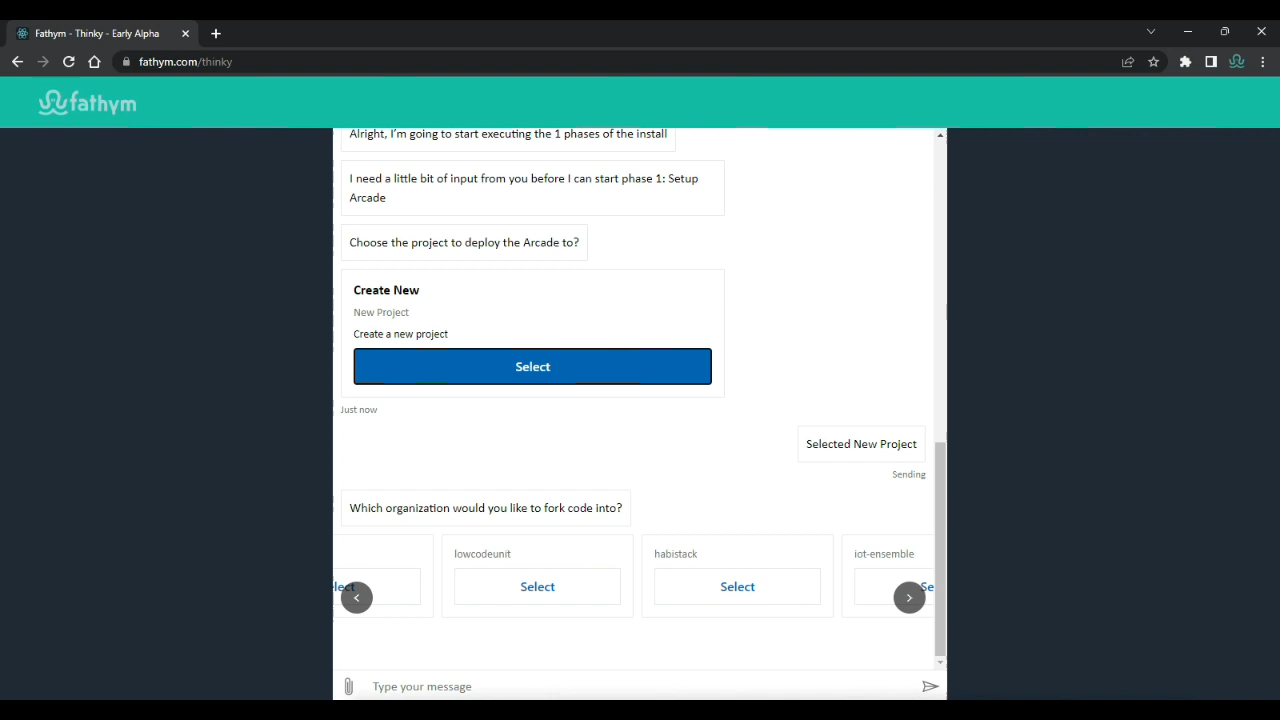 Fathym - Thinky - Early Alpha
fathym.com/thinky
fathym
Alright, I'm going to start executing the 1 phases of the install
I need a little bit of input from you before I can start phase 1: Setup
Arcade
Choose the project to deploy the Arcade to?
Create New
New Project
Create a new project
Select
Just now
Selected New Project
Sending
Which organization would you like to fork code into?
lowcodeunit
habistack
iot-ensemble
lect
Select
Select
Se
Type your message